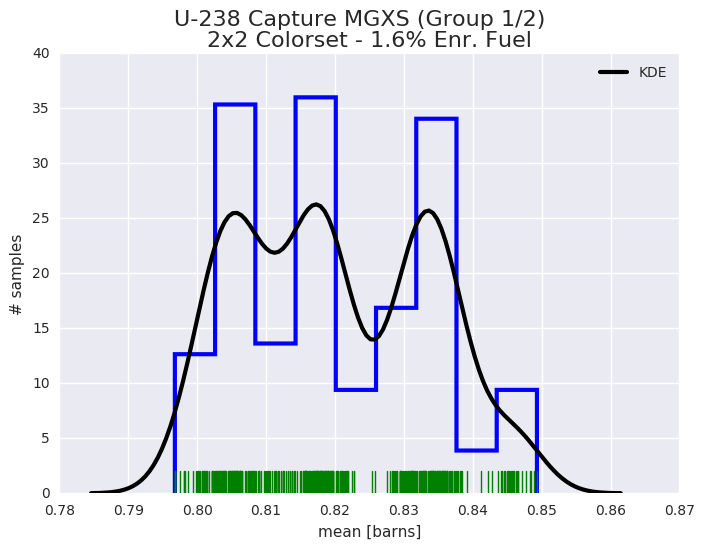 U-238 Capture MGXS (Group 1/2)
2x2 Colorset - 1.6% Enr. Fuel
KDE
# samples
40
35
30
25
20
15
10
5
0
0.78 0.79 0.80 0.81 0.82 0.83 0.84 0.85 0.86 0.87
mean [barns]